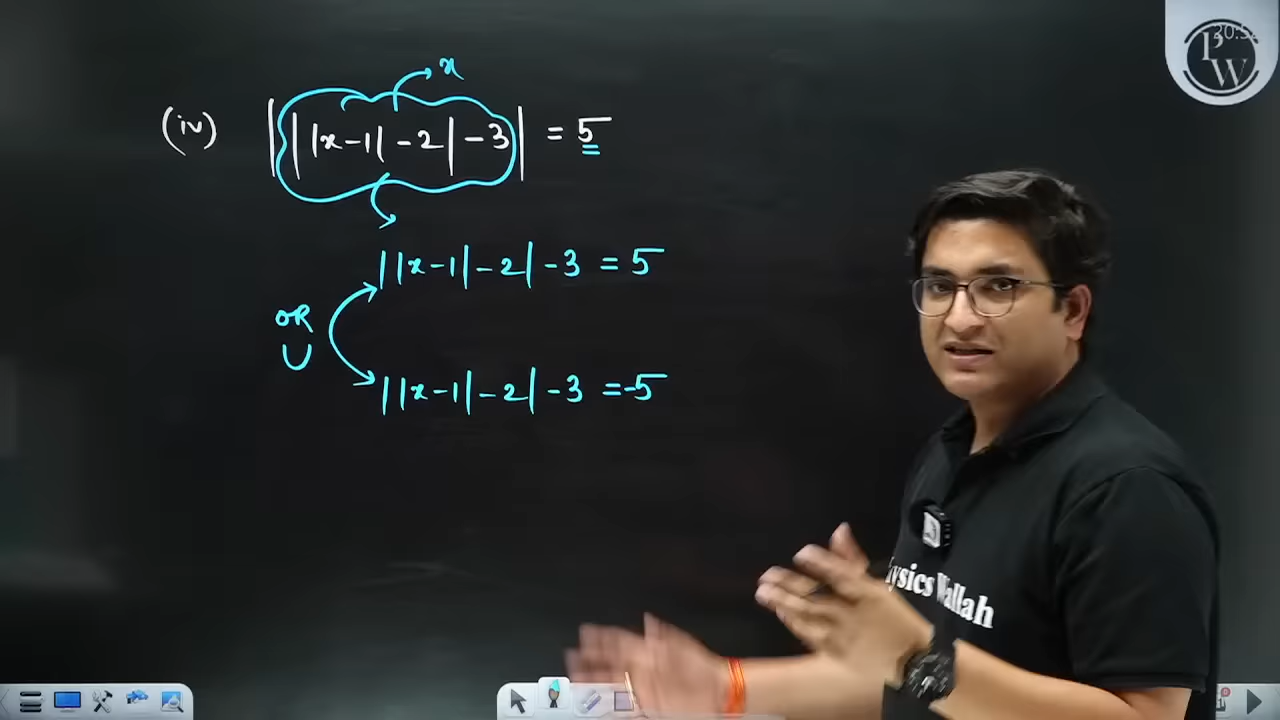 x
(iv) | | |x-1| -2| -3 | = 5
||x-1| -2| -3 = 5
OR
U
||x-1| -2| -3 =-5
PW
Physics Wallah